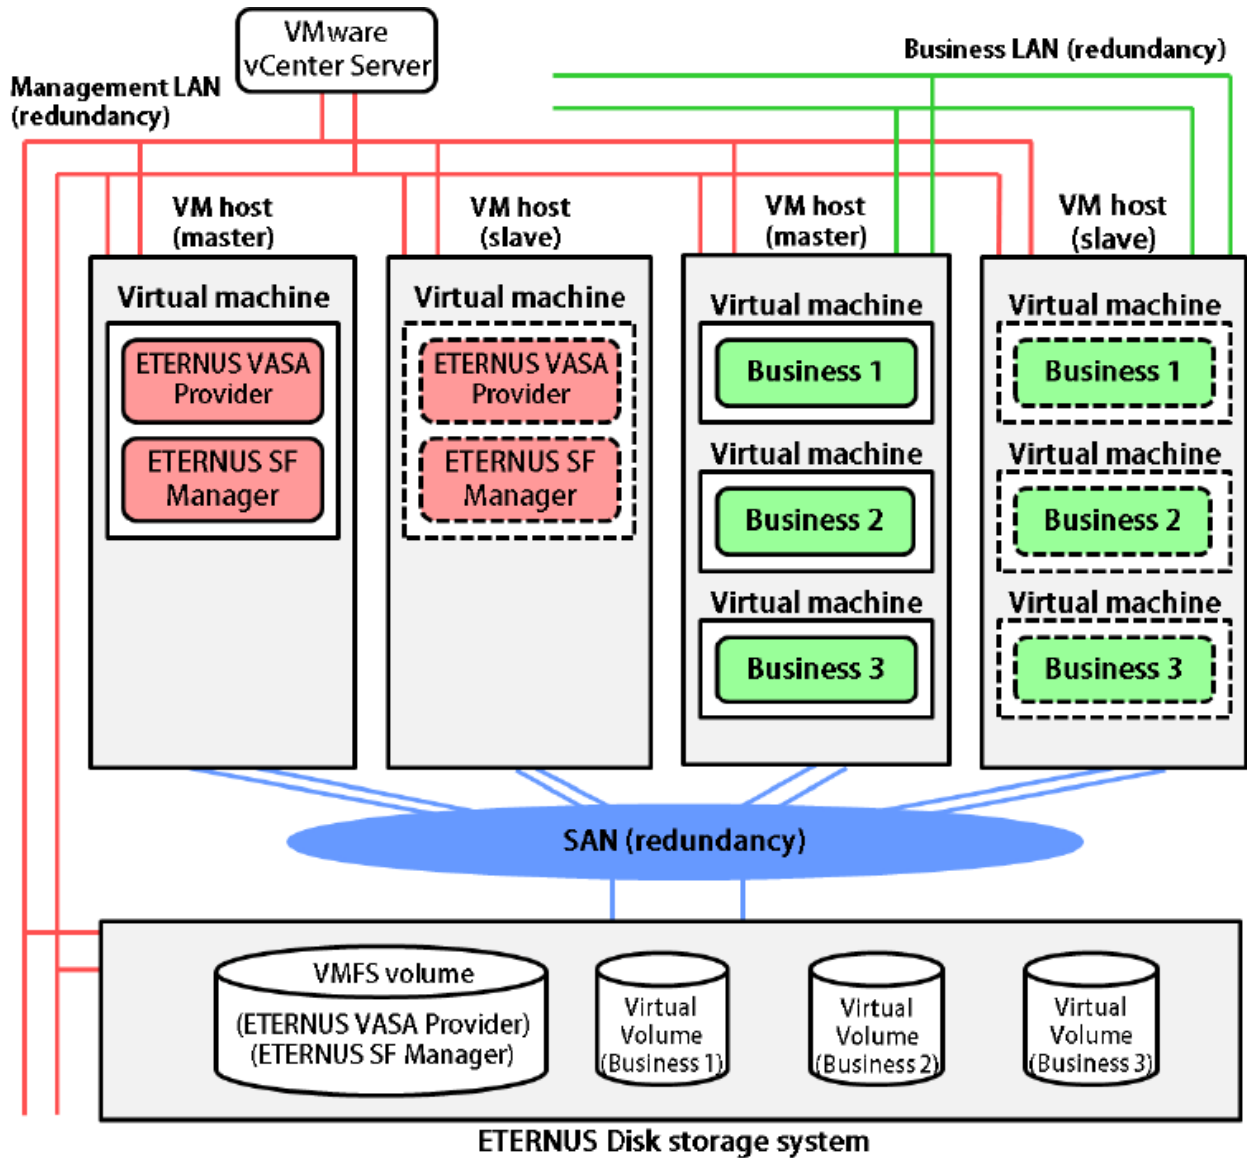 VMware
vCenter Server
Business LAN (redundancy)
Management LAN
(redundancy)
VM host
(master)
VM host
(slave)
VM host
(master)
VM host
(slave)
Virtual machine
ETERNUS VASA
Provider
ETERNUS SF
Manager
Virtual machine
ETERNUS VASA
Provider
ETERNUS SF
Manager
Virtual machine
Business 1
Virtual machine
Business 2
Virtual machine
Business 3
Virtual machine
Business 1
Virtual machine
Business 2
Virtual machine
Business 3
SAN (redundancy)
VMFS volume
(ETERNUS VASA Provider)
(ETERNUS SF Manager)
Virtual
Volume
(Business 1)
Virtual
Volume
(Business 2)
Virtual
Volume
(Business 3)
ETERNUS Disk storage system